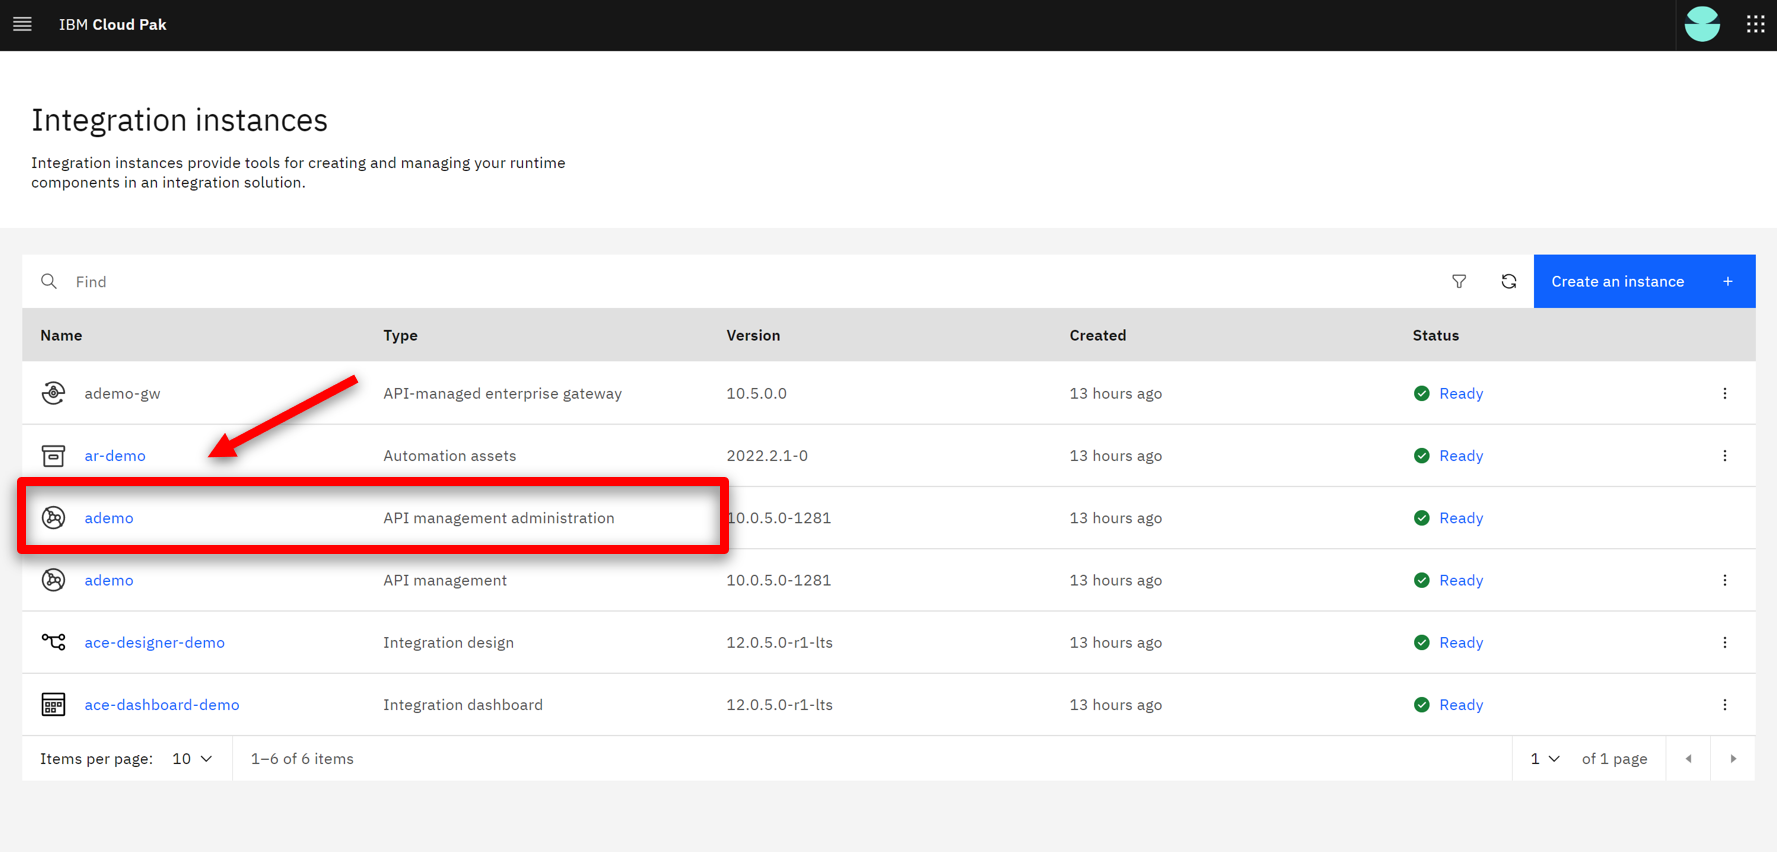 IBM Cloud Pak
Integration instances
Integration instances provide tools for creating and managing your runtime
components in an integration solution.
Find
Create an instance +
Name Type Version Created Status
ademo-gw API-managed enterprise gateway 10.5.0.0 13 hours ago Ready
ar-demo Automation assets 2022.2.1-0 13 hours ago Ready
ademo API management administration 10.0.5.0-1281 13 hours ago Ready
ademo API management 10.0.5.0-1281 13 hours ago Ready
ace-designer-demo Integration design 12.0.5.0-r1-lts 13 hours ago Ready
ace-dashboard-demo Integration dashboard 12.0.5.0-r1-lts 13 hours ago Ready
Items per page: 10 1–6 of 6 items 1 of 1 page